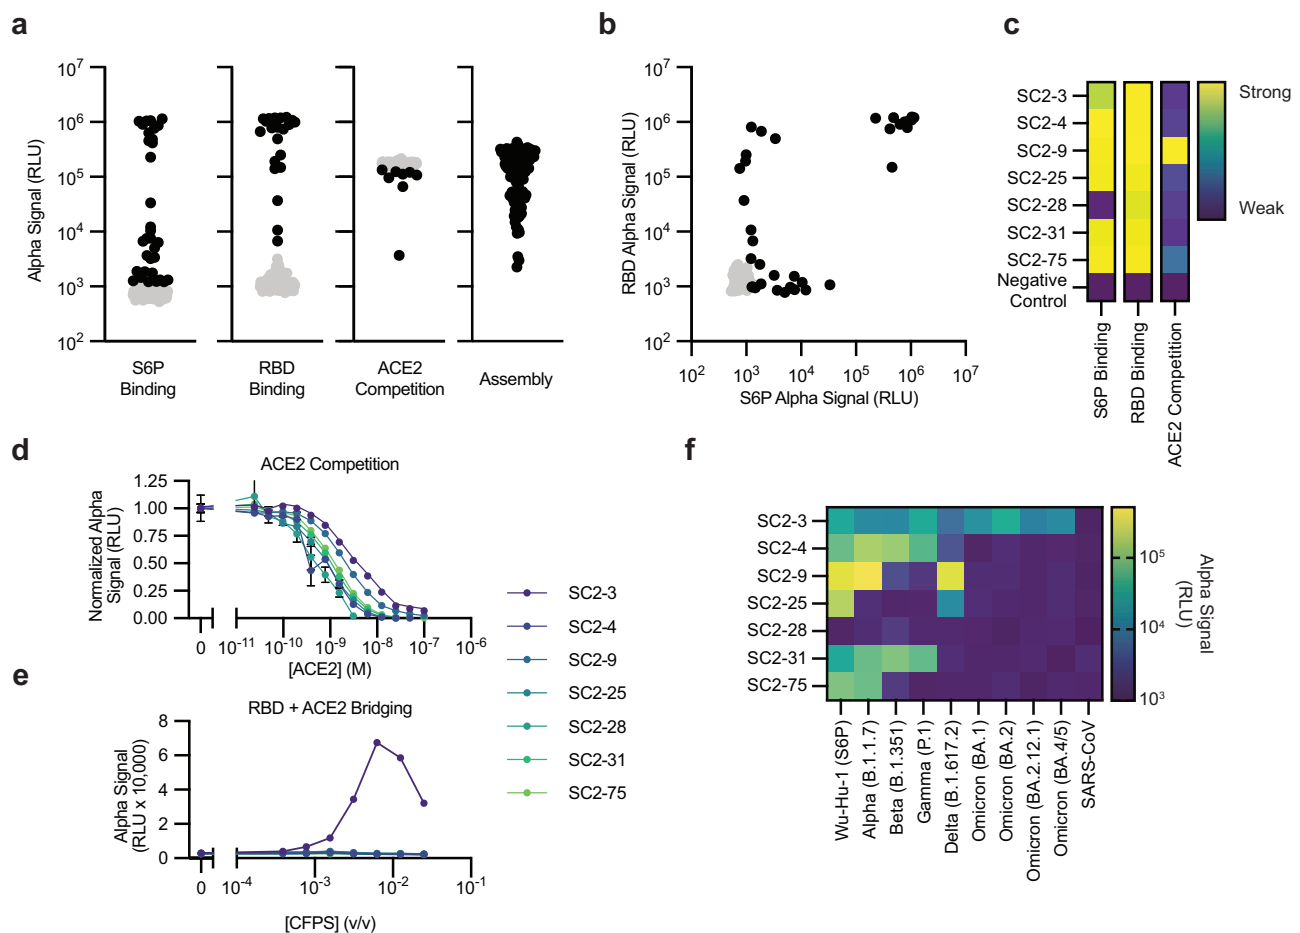 a
10^7
10^6
10^5
10^4
10^3
10^2
Alpha Signal (RLU)
S6P
Binding
RBD
Binding
ACE2
Competition
Assembly
b
10^7
10^6
10^5
10^4
10^3
10^2
RBD Alpha Signal (RLU)
10^2
10^3
10^4
10^5
10^6
10^7
S6P Alpha Signal (RLU)
c
SC2-3
SC2-4
SC2-9
SC2-25
SC2-28
SC2-31
SC2-75
Negative
Control
S6P Binding
RBD Binding
ACE2 Competition
Strong
Weak
d
ACE2 Competition
1.25
1.00
0.75
0.50
0.25
0.00
Normalized Alpha
Signal (RLU)
0
10^-11
10^-10
10^-9
10^-8
10^-7
10^-6
[ACE2] (M)
e
RBD + ACE2 Bridging
8
6
4
2
0
Alpha Signal
(RLU x 10,000)
0
10^-4
10^-3
10^-2
10^-1
[CFPS] (v/v)
SC2-3
SC2-4
SC2-9
SC2-25
SC2-28
SC2-31
SC2-75
f
SC2-3
SC2-4
SC2-9
SC2-25
SC2-28
SC2-31
SC2-75
Wu-Hu-1 (S6P)
Alpha (B.1.1.7)
Beta (B.1.351)
Gamma (P.1)
Delta (B.1.617.2)
Omicron (BA.1)
Omicron (BA.2)
Omicron (BA.2.12.1)
Omicron (BA.4/5)
SARS-CoV
10^5
10^4
10^3
Alpha Signal
(RLU)